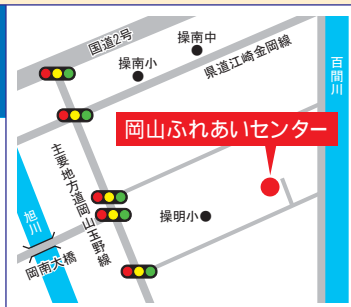 国道2号
操南中
操南小
県道江崎金岡線
百間川
岡山ふれあいセンター
主要地方道岡山玉野線
操明小
旭川
岡南大橋